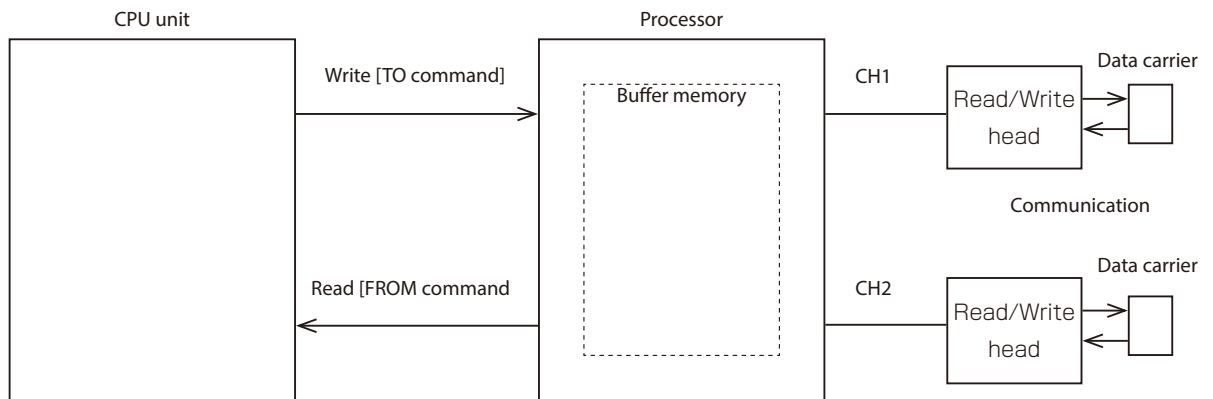 CPU unit
Processor
Write [TO command]
Buffer memory
CH1
Read/Write
head
Data carrier
Communication
Read [FROM command
CH2
Read/Write
head
Data carrier